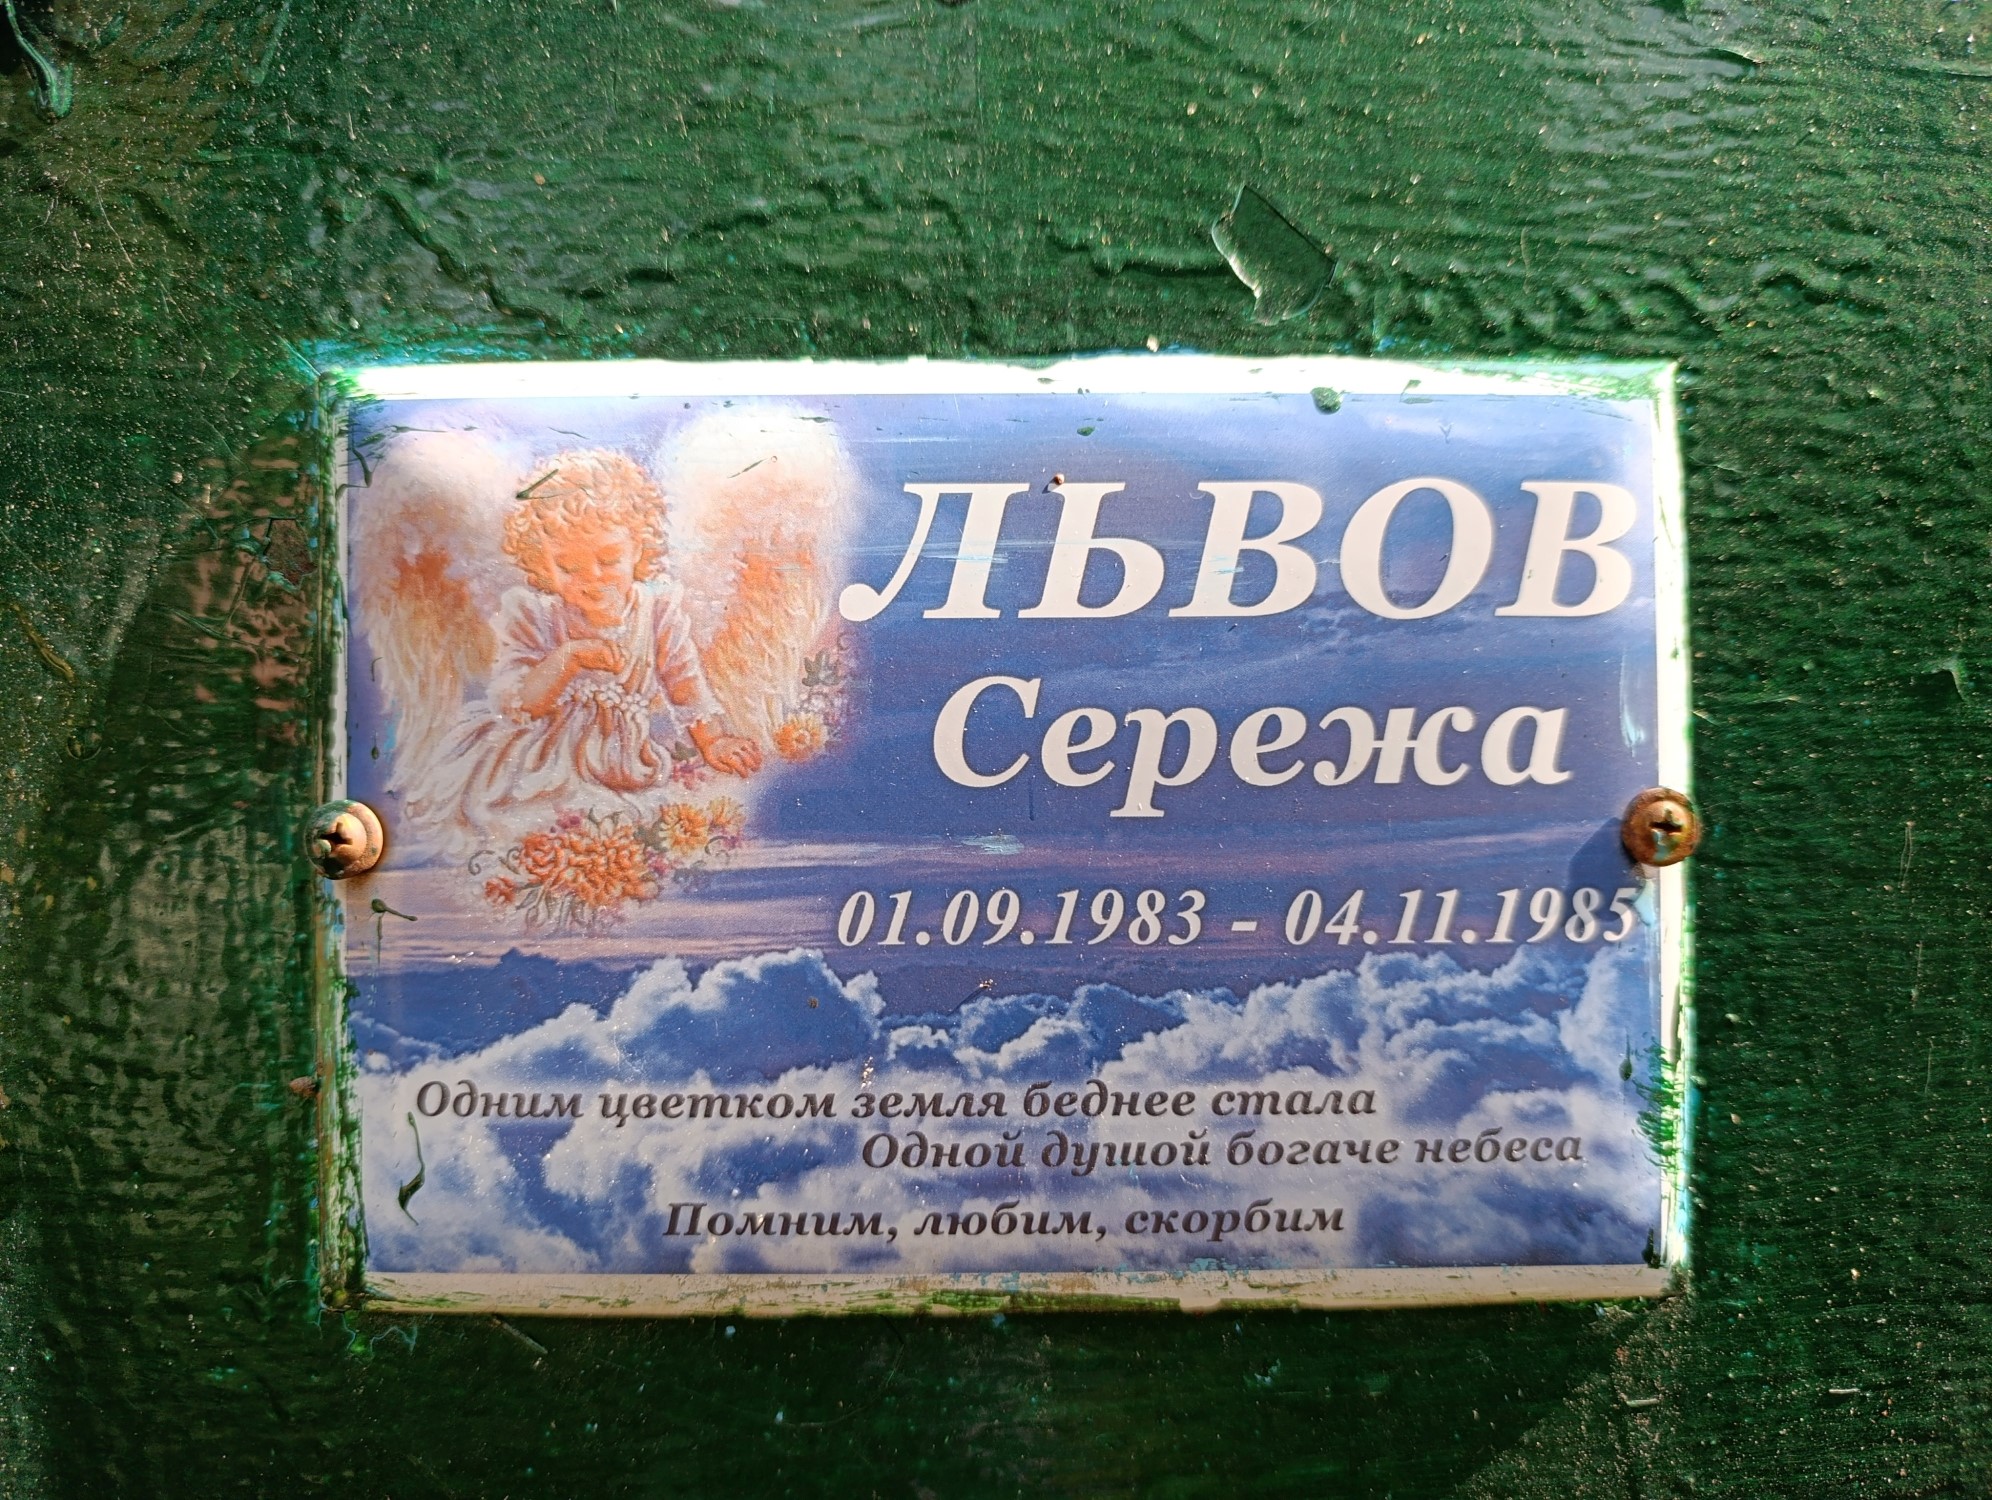 ЛЬВОВ
Сережа
01.09.1983 - 04.11.1985
Одним цветком земля беднее стала
Одной душой богаче небеса
Помним, любим, скорбим